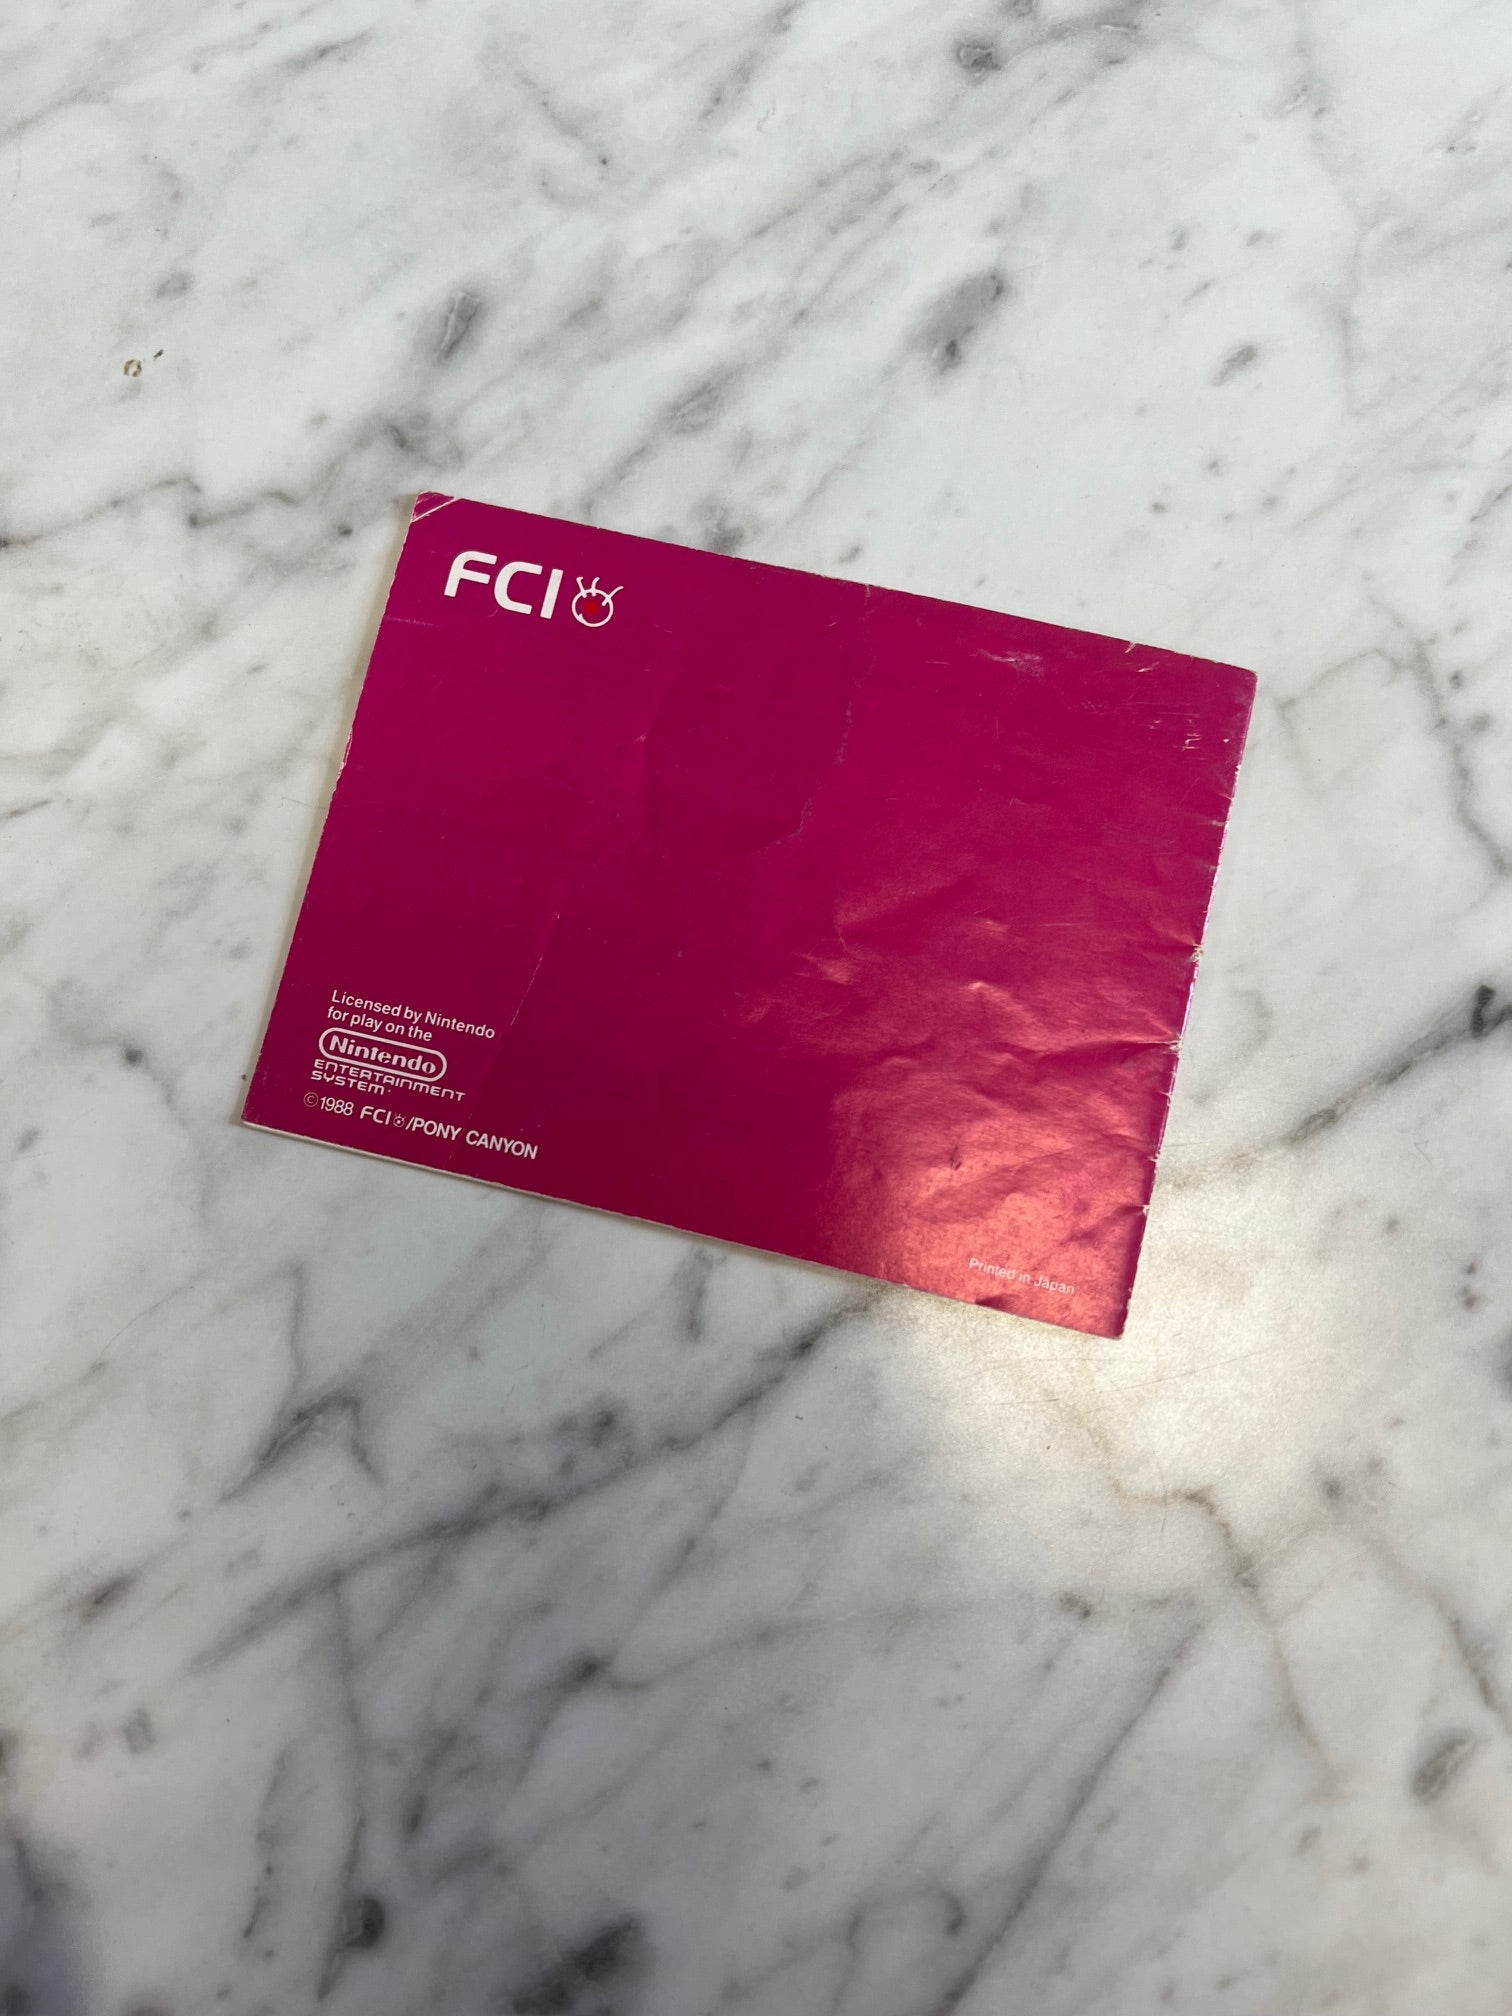 FCI
Licensed by Nintendo
for play on the
Nintendo
ENTERTAINMENT
SYSTEM
©1988 FCI/PONY CANYON
Printed in Japan